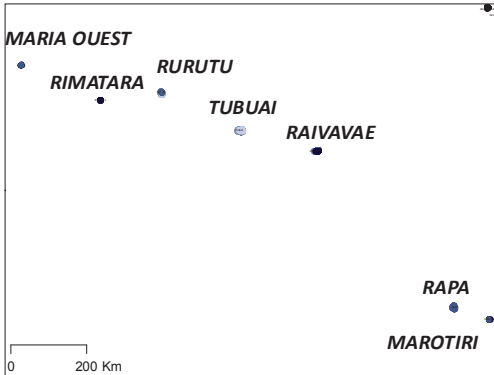 MARIA OUEST
RURUTU
RIMATARA
TUBUAI
RAIVAVAE
RAPA
MAROTIRI
0 200 Km